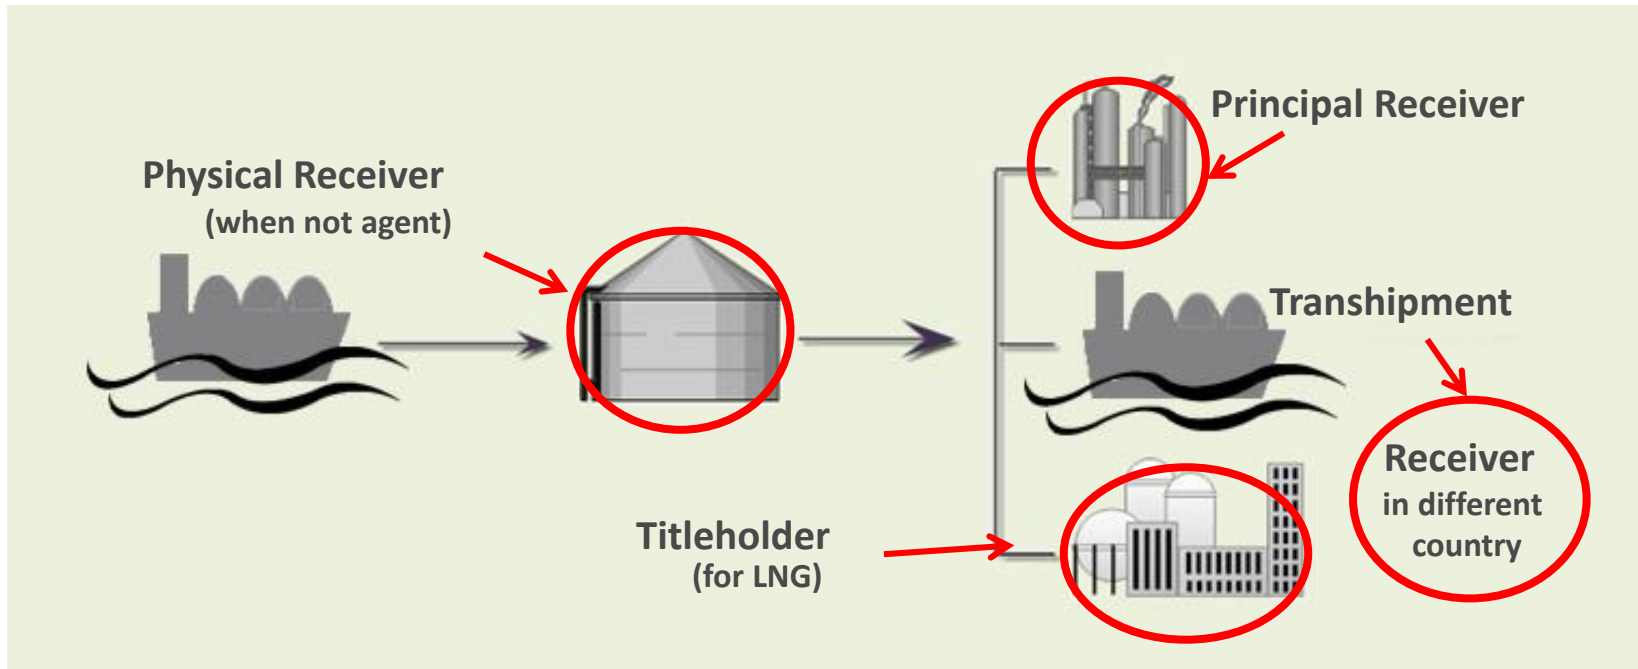 Principal Receiver
Physical Receiver
(when not agent)
Transhipment
Receiver
in different
country
Titleholder
(for LNG)